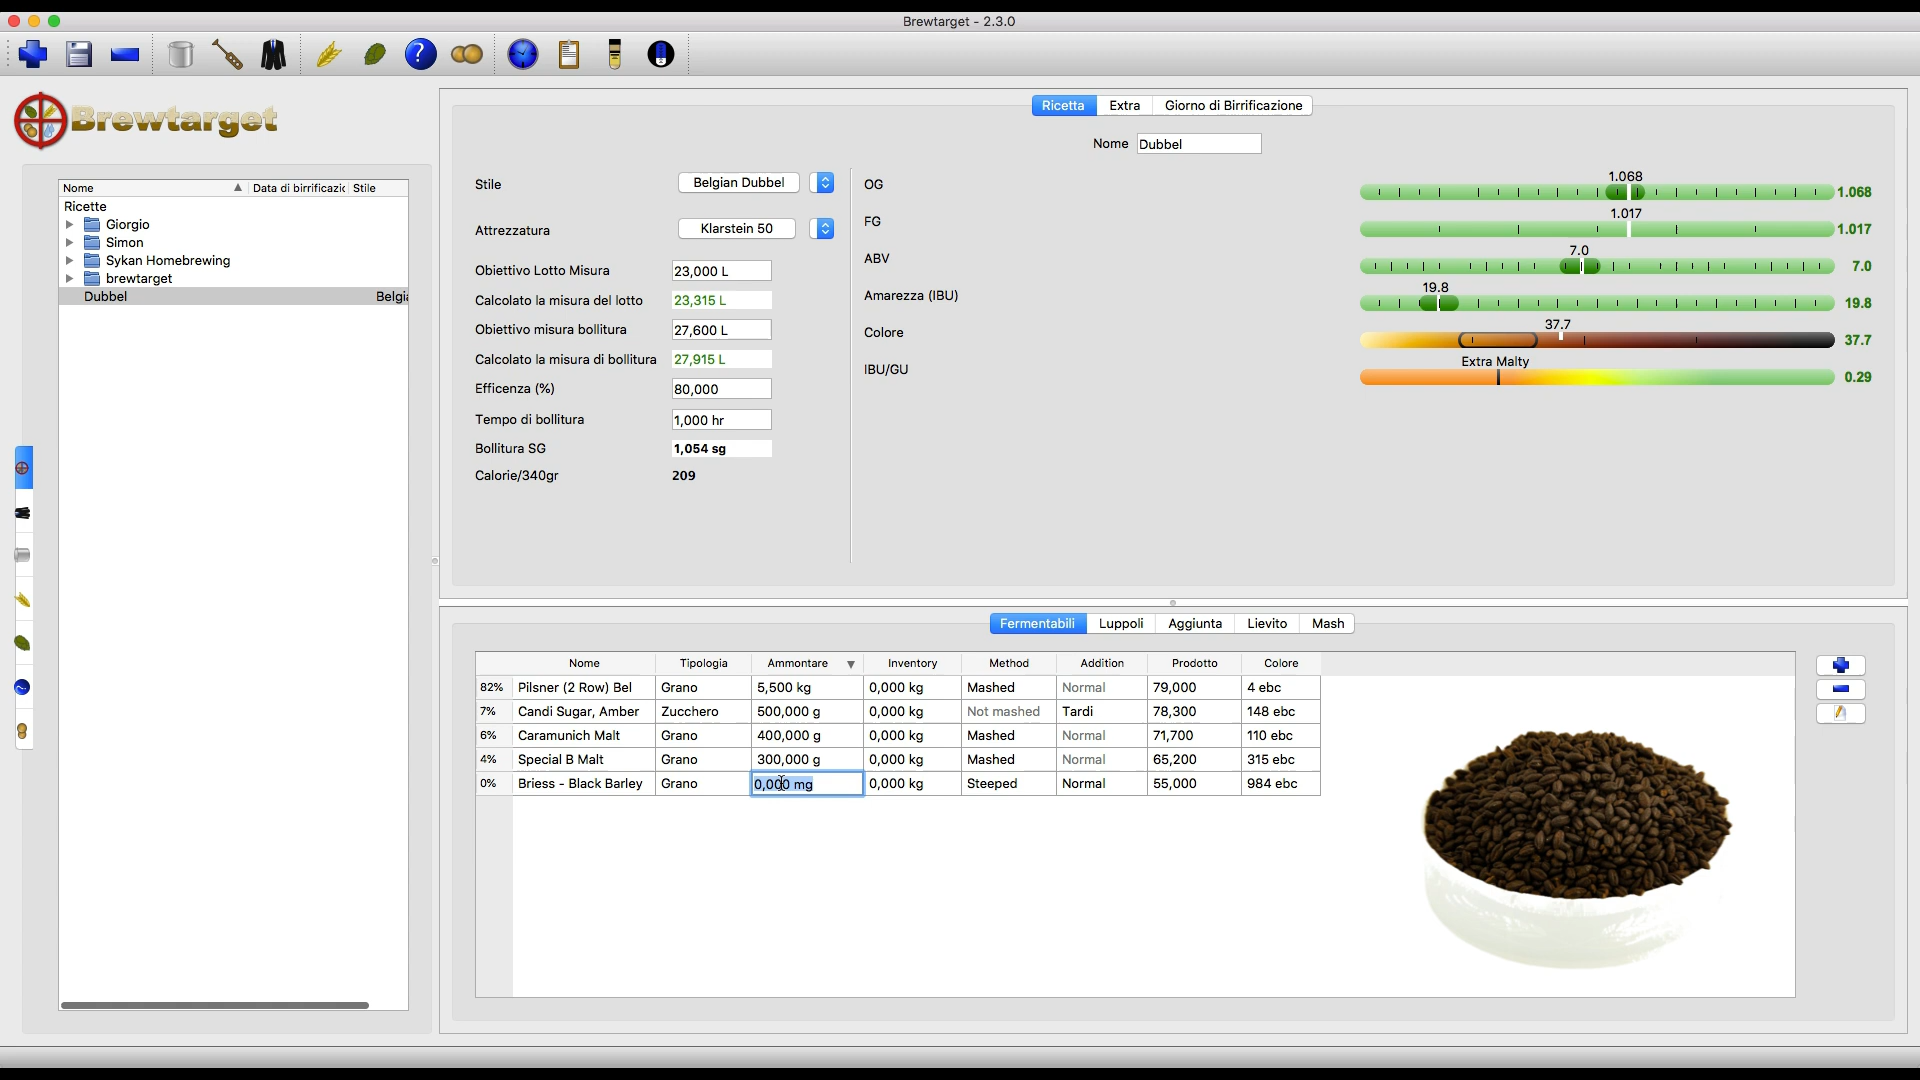 Brewtarget - 2.3.0
Brewtarget
Ricetta Extra Giorno di Birrificazione
Nome Dubbel
Nome Data di birrificazic Stile
Ricette
Giorgio
Simon
Sykan Homebrewing
brewtarget
Dubbel Belgi
Stile Belgian Dubbel
Attrezzatura Klarstein 50
Obiettivo Lotto Misura 23,000 L
Calcolato la misura del lotto 23,315 L
Obiettivo misura bollitura 27,600 L
Calcolato la misura di bollitura 27,915 L
Efficenza (%) 80,000
Tempo di bollitura 1,000 hr
Bollitura SG 1,054 sg
Calorie/340gr 209
OG 1.068 1.068
FG 1.017 1.017
ABV 7.0 7.0
Amarezza (IBU) 19.8 19.8
Colore 37.7 37.7
IBU/GU Extra Malty 0.29
Fermentabili Luppoli Aggiunta Lievito Mash
Nome Tipologia Ammontare Inventory Method Addition Prodotto Colore
82% Pilsner (2 Row) Bel Grano 5,500 kg 0,000 kg Mashed Normal 79,000 4 ebc
7% Candi Sugar, Amber Zucchero 500,000 g 0,000 kg Not mashed Tardi 78,300 148 ebc
6% Caramunich Malt Grano 400,000 g 0,000 kg Mashed Normal 71,700 110 ebc
4% Special B Malt Grano 300,000 g 0,000 kg Mashed Normal 65,200 315 ebc
0% Briess - Black Barley Grano 0,000 mg 0,000 kg Steeped Normal 55,000 984 ebc